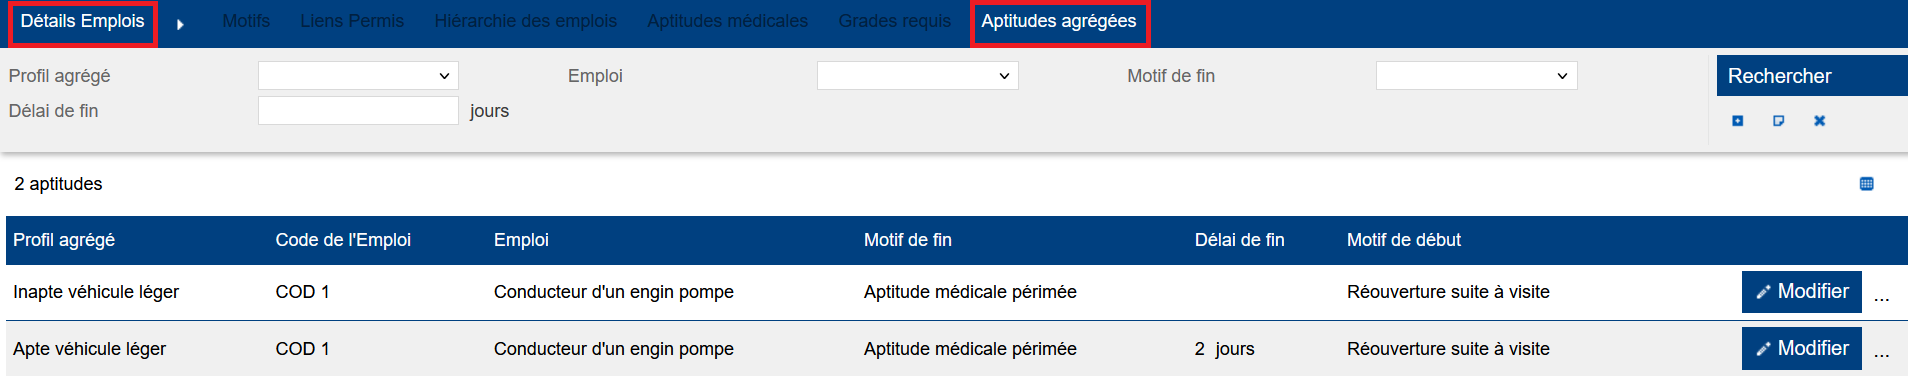 Détails Emplois Motifs Liens Permis Hiérarchie des emplois Aptitudes médicales Grades requis Aptitudes agrégées
Profil agrégé Emploi Motif de fin Rechercher
Délai de fin jours
2 aptitudes
Profil agrégé Code de l'Emploi Emploi Motif de fin Délai de fin Motif de début
Inapte véhicule léger COD 1 Conducteur d'un engin pompe Aptitude médicale périmée Réouverture suite à visite Modifier ...
Apte véhicule léger COD 1 Conducteur d'un engin pompe Aptitude médicale périmée 2 jours Réouverture suite à visite Modifier ...